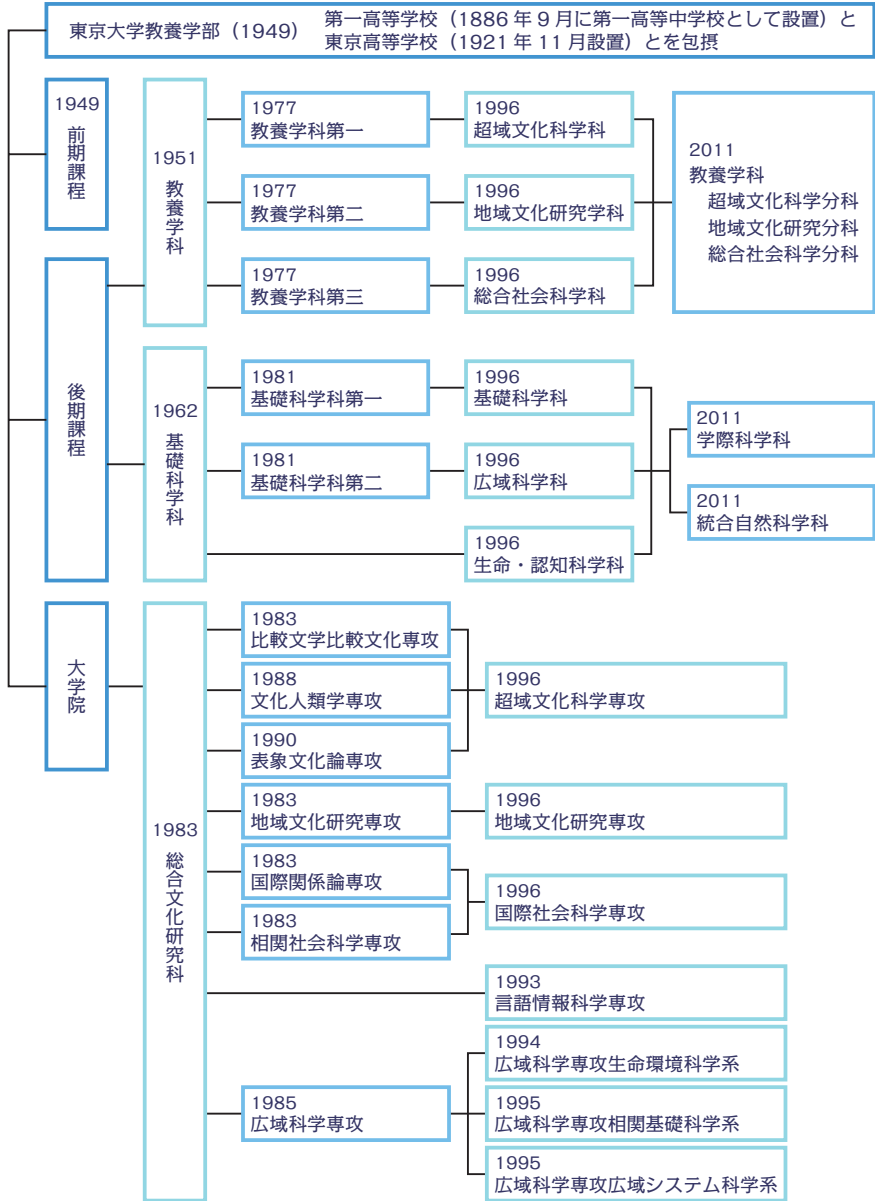 東京大学教養学部（1949）
第一高等学校（1886 年 9 月に第一高等中学校として設置）と
東京高等学校（1921 年 11 月設置）とを包摂
1949
前期課程
1951
教養学科
1977
教養学科第一
1996
超域文化科学科
1977
教養学科第二
1996
地域文化研究学科
1977
教養学科第三
1996
総合社会科学科
2011
教養学科
超域文化科学分科
地域文化研究分科
総合社会科学分科
後期課程
1962
基礎科学科
1981
基礎科学科第一
1996
基礎科学科
1981
基礎科学科第二
1996
広域科学科
1996
生命・認知科学科
2011
学際科学科
2011
統合自然科学科
大学院
1983
総合文化研究科
1983
比較文学比較文化専攻
1988
文化人類学専攻
1990
表象文化論専攻
1996
超域文化科学専攻
1983
地域文化研究専攻
1996
地域文化研究専攻
1983
国際関係論専攻
1983
相関社会科学専攻
1996
国際社会科学専攻
1993
言語情報科学専攻
1985
広域科学専攻
1994
広域科学専攻生命環境科学系
1995
広域科学専攻相関基礎科学系
1995
広域科学専攻広域システム科学系